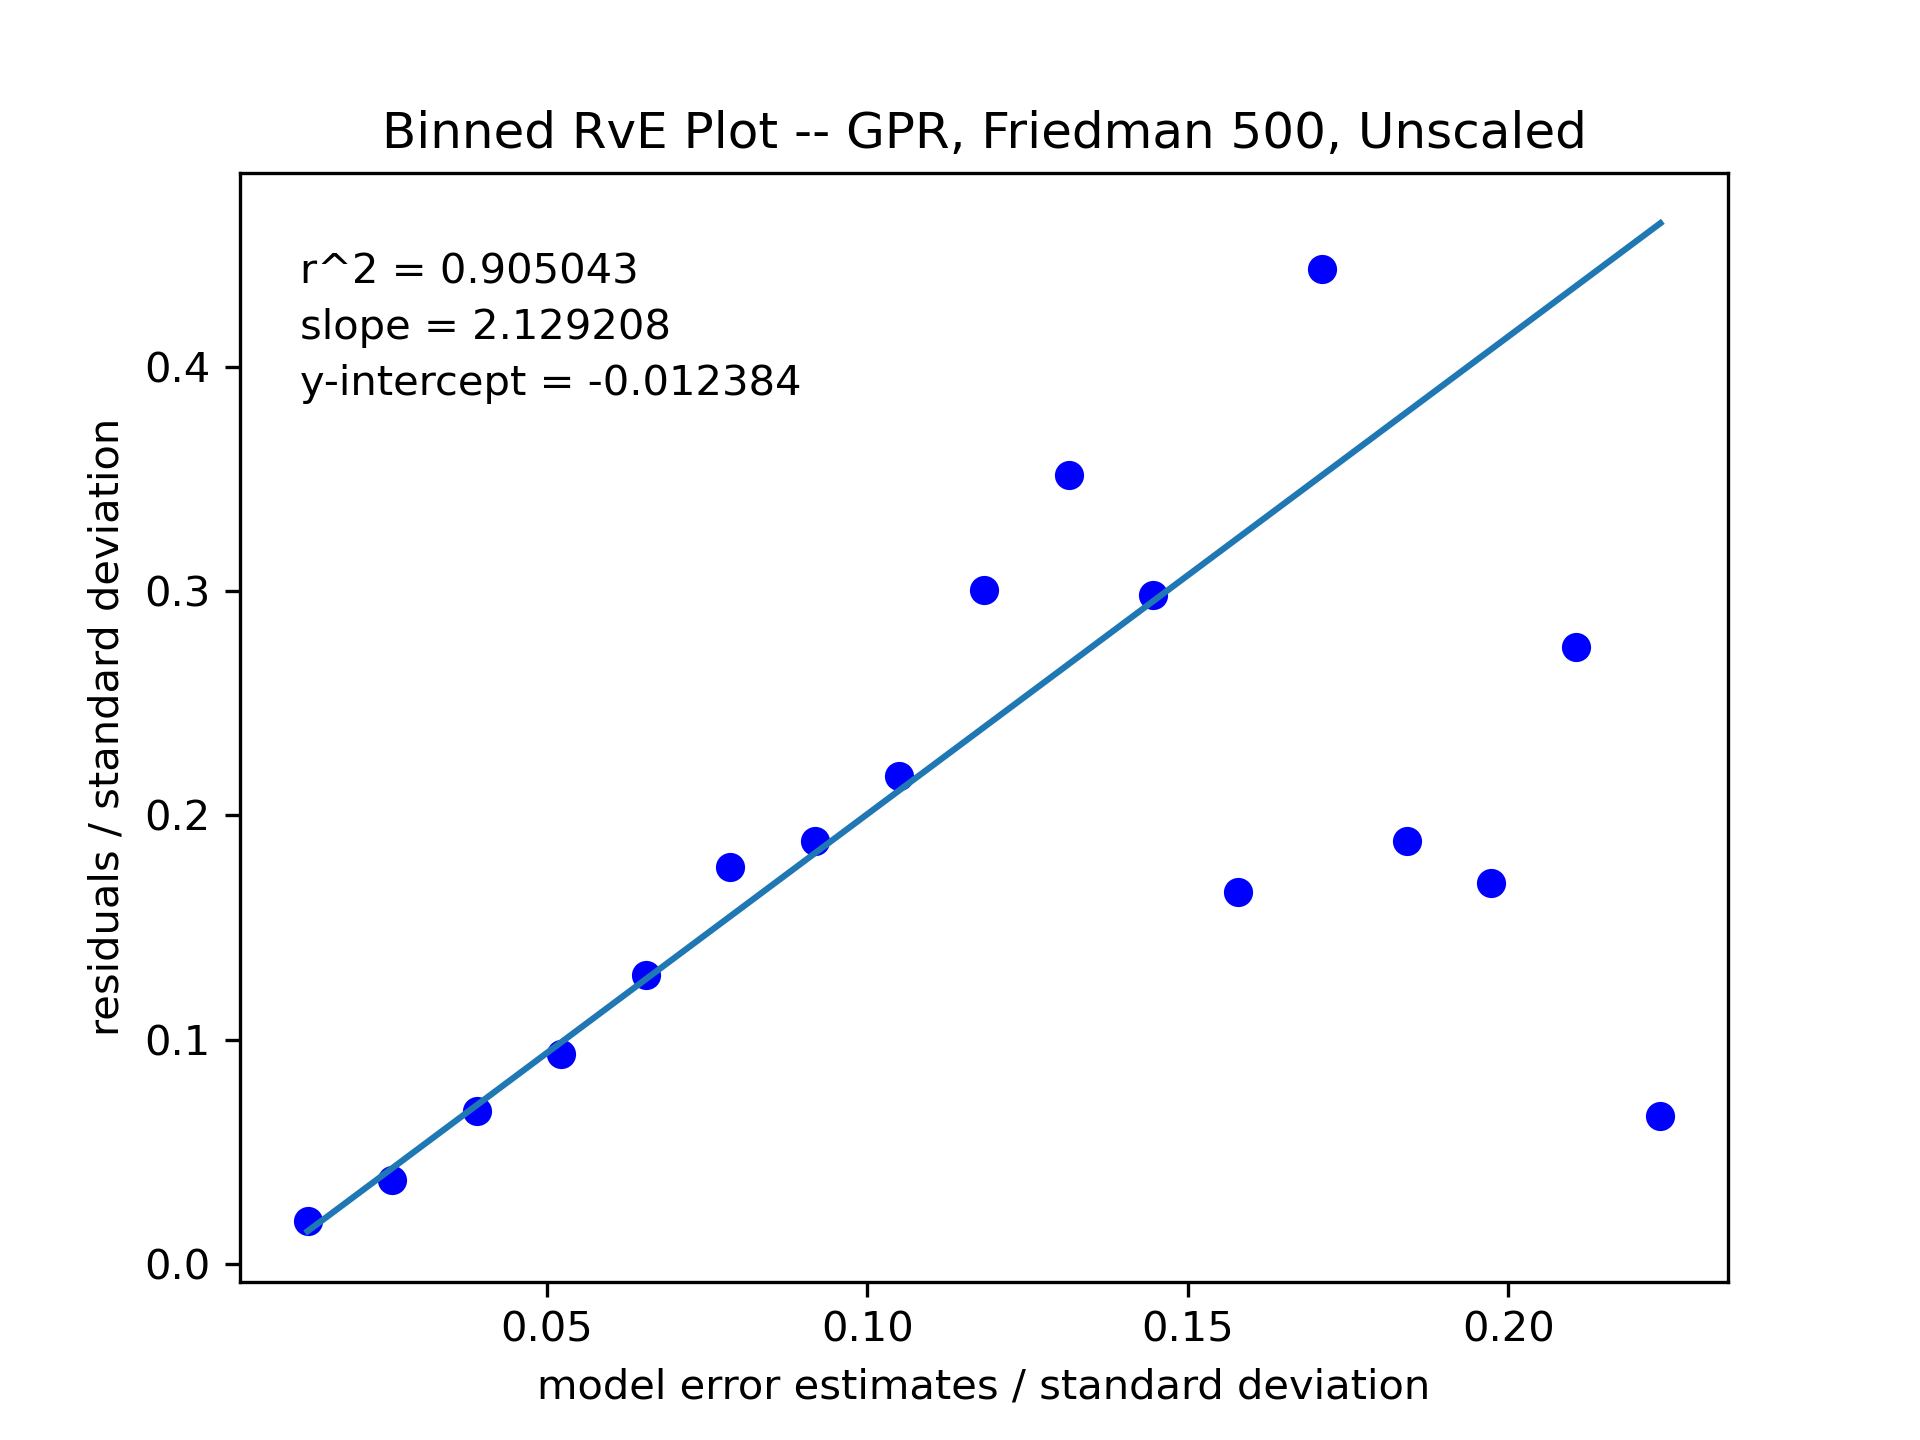 Binned RvE Plot -- GPR, Friedman 500, Unscaled
r^2 = 0.905043
slope = 2.129208
y-intercept = -0.012384
0.4
0.3
0.2
0.1
0.0
residuals / standard deviation
0.05 0.10 0.15 0.20
model error estimates / standard deviation